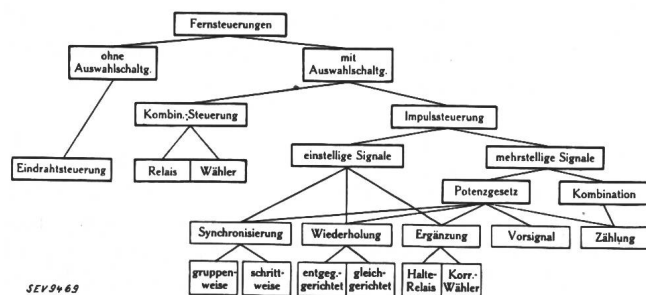 Fernsteuerungen
ohne
Auswahlschaltg.
mit
Auswahlschaltg.
Kombin.-Steuerung
Impulssteuerung
Eindrahtsteuerung
Relais
Wähler
einstellige Signale
mehrstellige Signale
Potenzgesetz
Kombination
Synchronisierung
Wiederholung
Ergänzung
Vorsignal
Zählung
gruppen-
weise
schritt-
weise
entgeg.-
gerichtet
gleich-
gerichtet
Halte-
Relais
Korr.-
Wähler
SEV9469